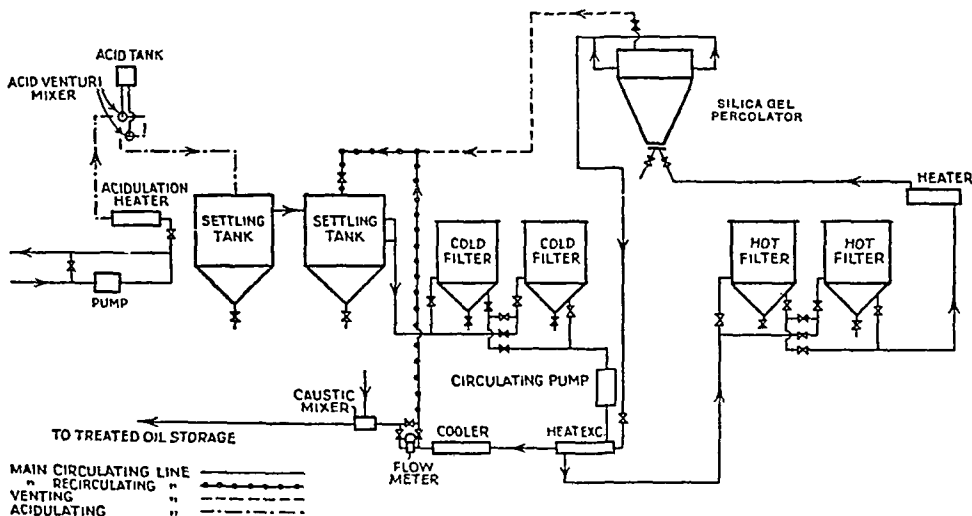 ACID TANK
ACID VENTURI
MIXER
SILICA GEL
PERCOLATOR
HEATER
ACIDULATION
HEATER
SETTLING
TANK
SETTLING
TANK
COLD
FILTER
COLD
FILTER
HOT
FILTER
HOT
FILTER
PUMP
CIRCULATING PUMP
CAUSTIC
MIXER
TO TREATED OIL STORAGE
COOLER
HEAT EXC.
FLOW
METER
MAIN CIRCULATING LINE
" RECIRCULATING "
VENTING "
ACIDULATING "